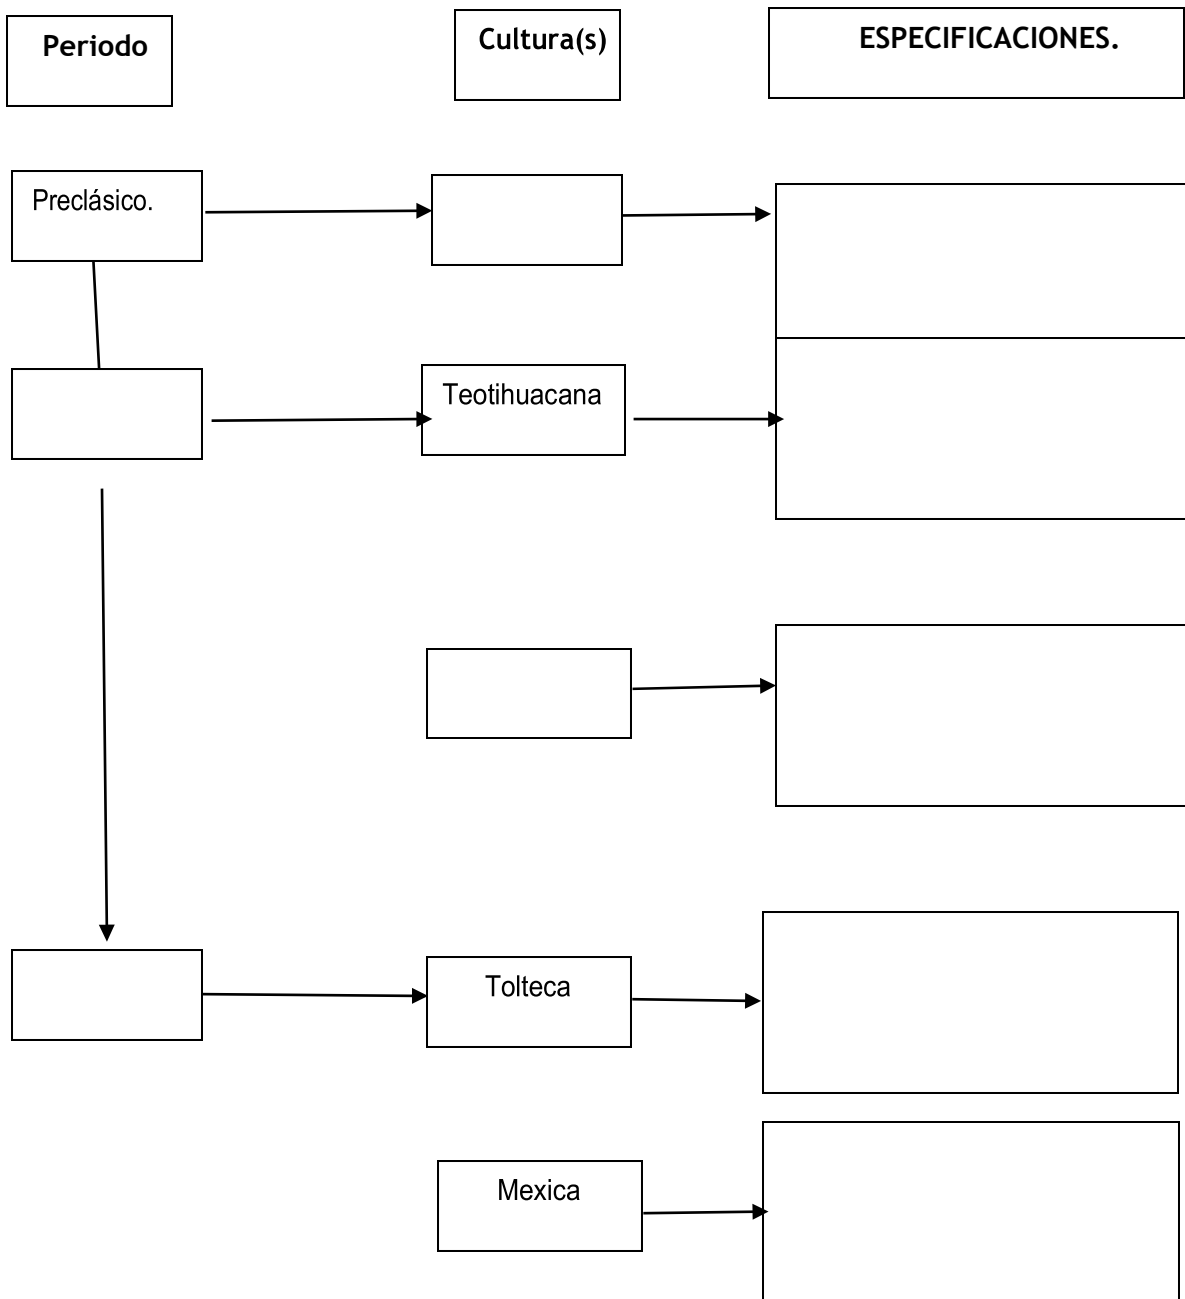 Periodo
Cultura(s)
ESPECIFICACIONES.
Preclásico.
Teotihuacana
Tolteca
Mexica